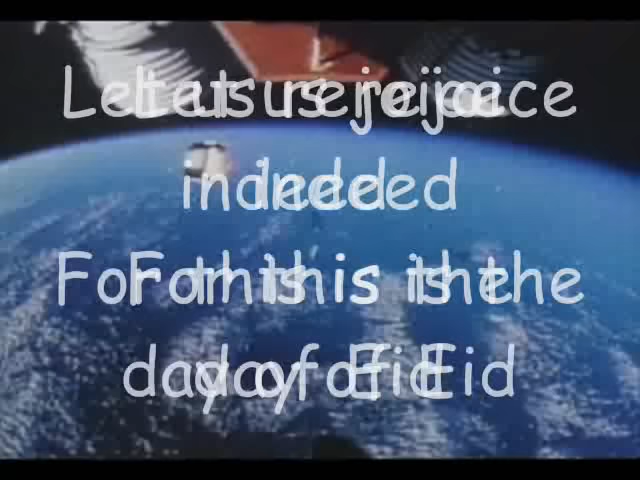 Let us rejoice
indeed
For this is the
day of Eid